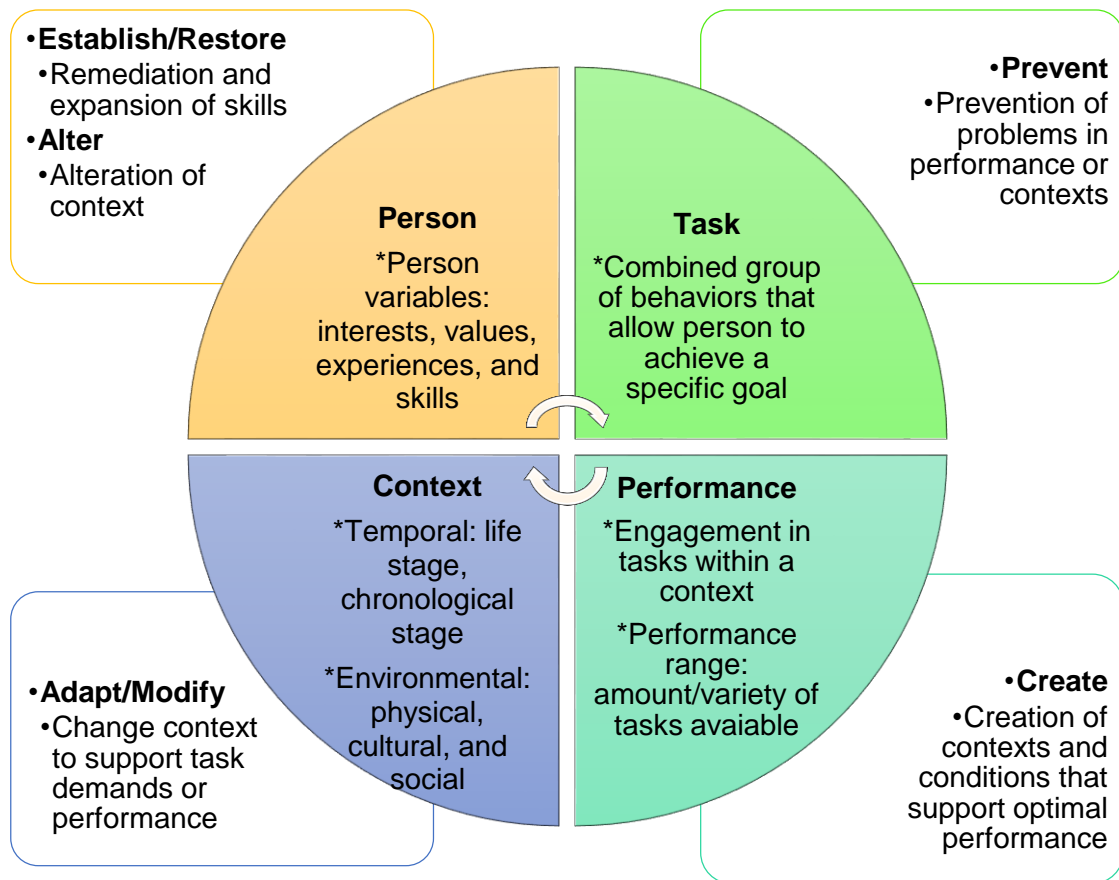 •Establish/Restore
•Remediation and
expansion of skills
•Alter
•Alteration of
context
•Prevent
•Prevention of
problems in
performance or
contexts
Person
*Person
variables:
interests, values,
experiences, and
skills
Task
*Combined group
of behaviors that
allow person to
achieve a
specific goal
Context
*Temporal: life
stage,
chronological
stage
*Environmental:
physical,
cultural, and
social
Performance
*Engagement in
tasks within a
context
*Performance
range:
amount/variety of
tasks avaiable
•Adapt/Modify
•Change context
to support task
demands or
performance
•Create
•Creation of
contexts and
conditions that
support optimal
performance